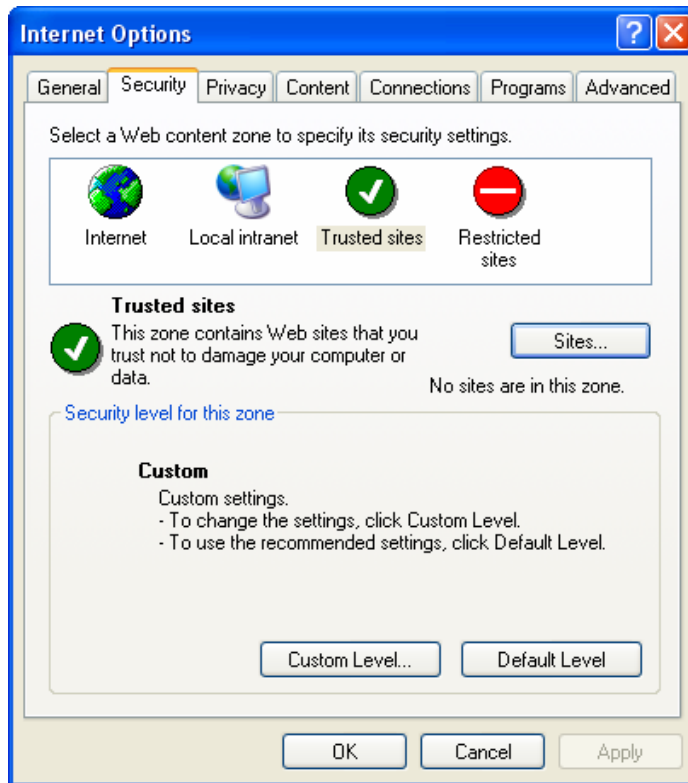 Internet Options
General Security Privacy Content Connections Programs Advanced
Select a Web content zone to specify its security settings.
Internet Local intranet Trusted sites Restricted
sites
Trusted sites
This zone contains Web sites that you
trust not to damage your computer or
data.
Sites...
No sites are in this zone.
Security level for this zone
Custom
Custom settings.
- To change the settings, click Custom Level.
- To use the recommended settings, click Default Level.
Custom Level... Default Level
OK Cancel Apply